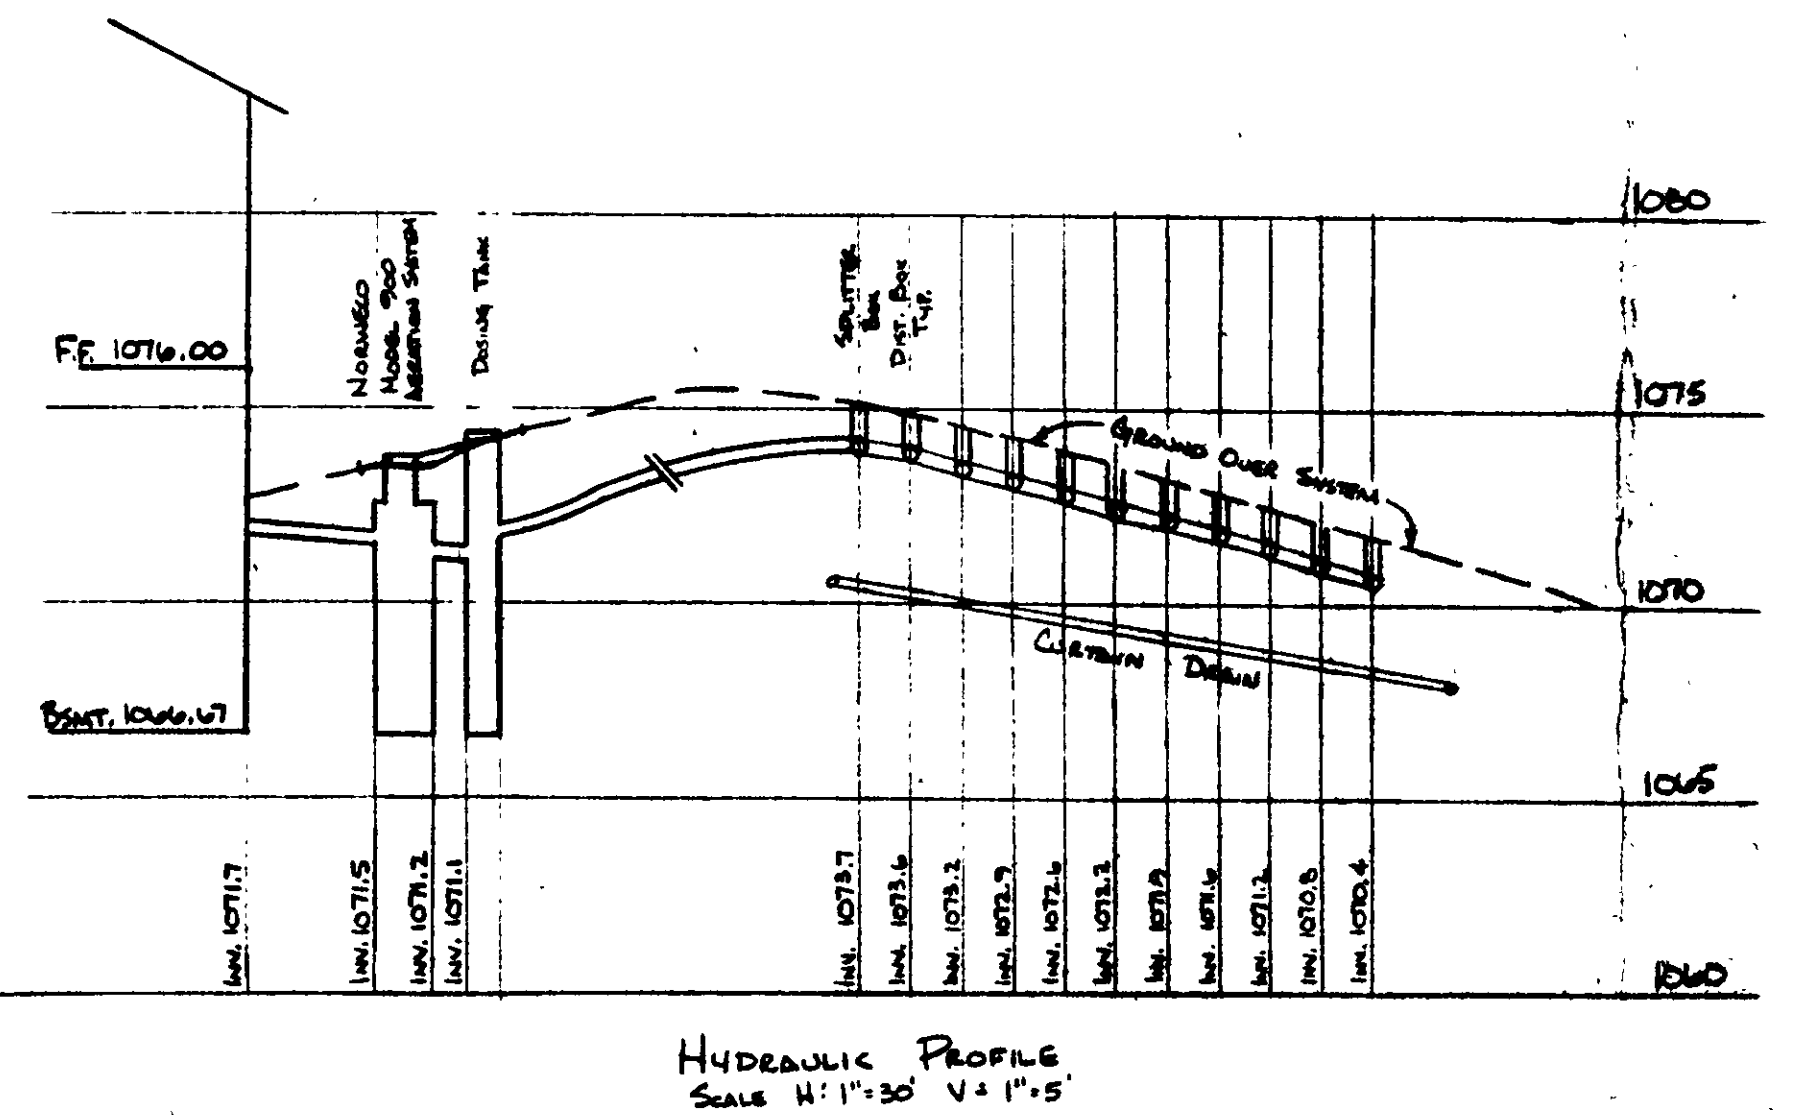 1080
NORWECO
MODEL 900
AERATION SYSTEM
DOSING TANK
SPLITTER
BOX
DIST. BOX
TYP.
F.F. 1076.00
1075
GROUND OVER SYSTEM
1070
CURTAIN DRAIN
BSMT. 1066.67
1065
INV. 1071.7
INV. 1071.5
INV. 1071.2
INV. 1071.1
INV. 1073.7
INV. 1073.6
INV. 1073.2
INV. 1072.9
INV. 1072.6
INV. 1072.2
INV. 1071.9
INV. 1071.6
INV. 1071.2
INV. 1070.8
INV. 1070.4
1060
HYDRAULIC PROFILE
SCALE H: 1"=30' V: 1"=5'